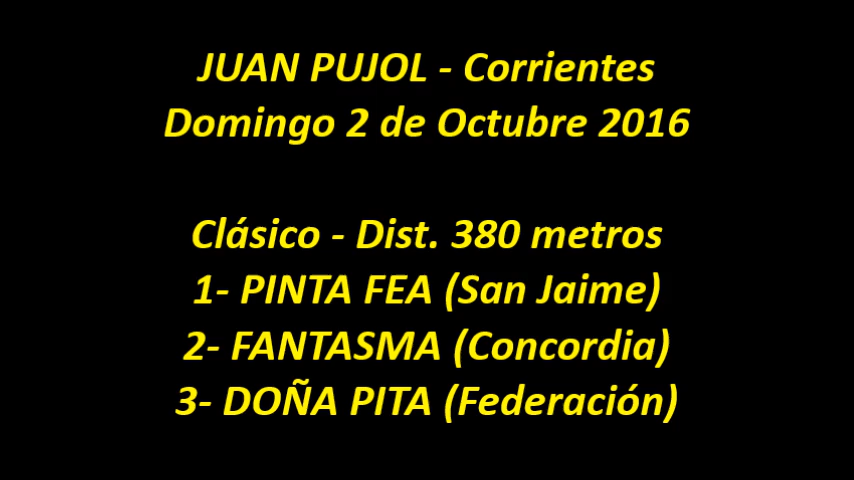 JUAN PUJOL - Corrientes
Domingo 2 de Octubre 2016
Clásico - Dist. 380 metros
1- PINTA FEA (San Jaime)
2- FANTASMA (Concordia)
3- DOÑA PITA (Federación)